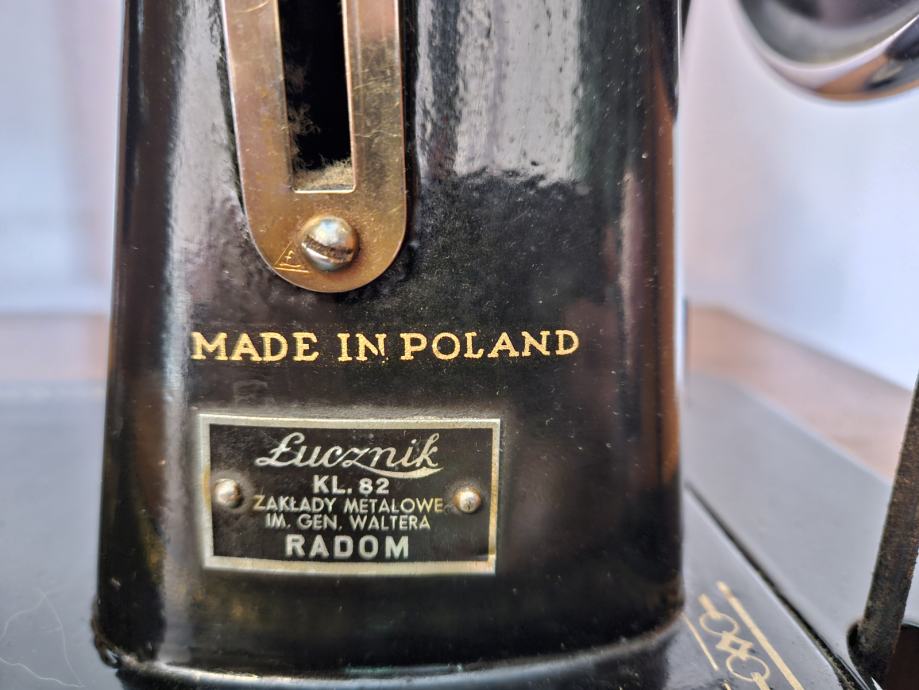 MADE IN POLAND
Łucznik
KL. 82
ZAKŁADY METALOWE
IM. GEN. WALTERA
RADOM